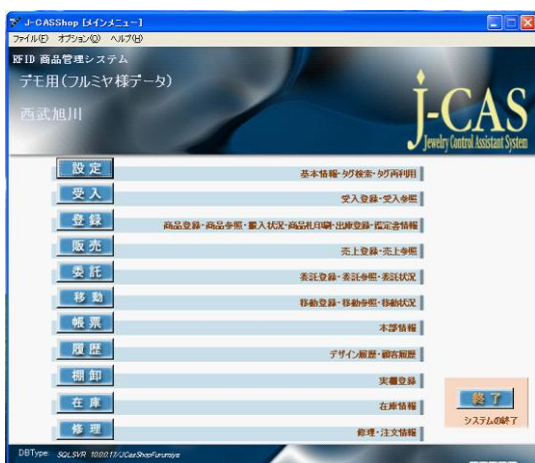 J-CASShop [メインメニュー]
ファイル(F) オプション(O) ヘルプ(H)
RFID 商品管理システム
デモ用(フルミヤ様データ)
西武旭川
J-CAS
Jewelry Control Assistant System
設定 基本情報・タグ検索・タグ再利用
受入 受入登録・受入参照
登録 商品登録・商品参照・搬入状況・商品札印刷・出庫登録・鑑定書情報
販売 売上登録・売上参照
委託 委託登録・委託参照・委託状況
移動 移動登録・移動参照・移動状況
帳票 本部情報
履歴 デザイン履歴・顧客履歴
棚卸 実棚登録
在庫 在庫情報
修理 修理・注文情報
終了
システムの終了
DBType: